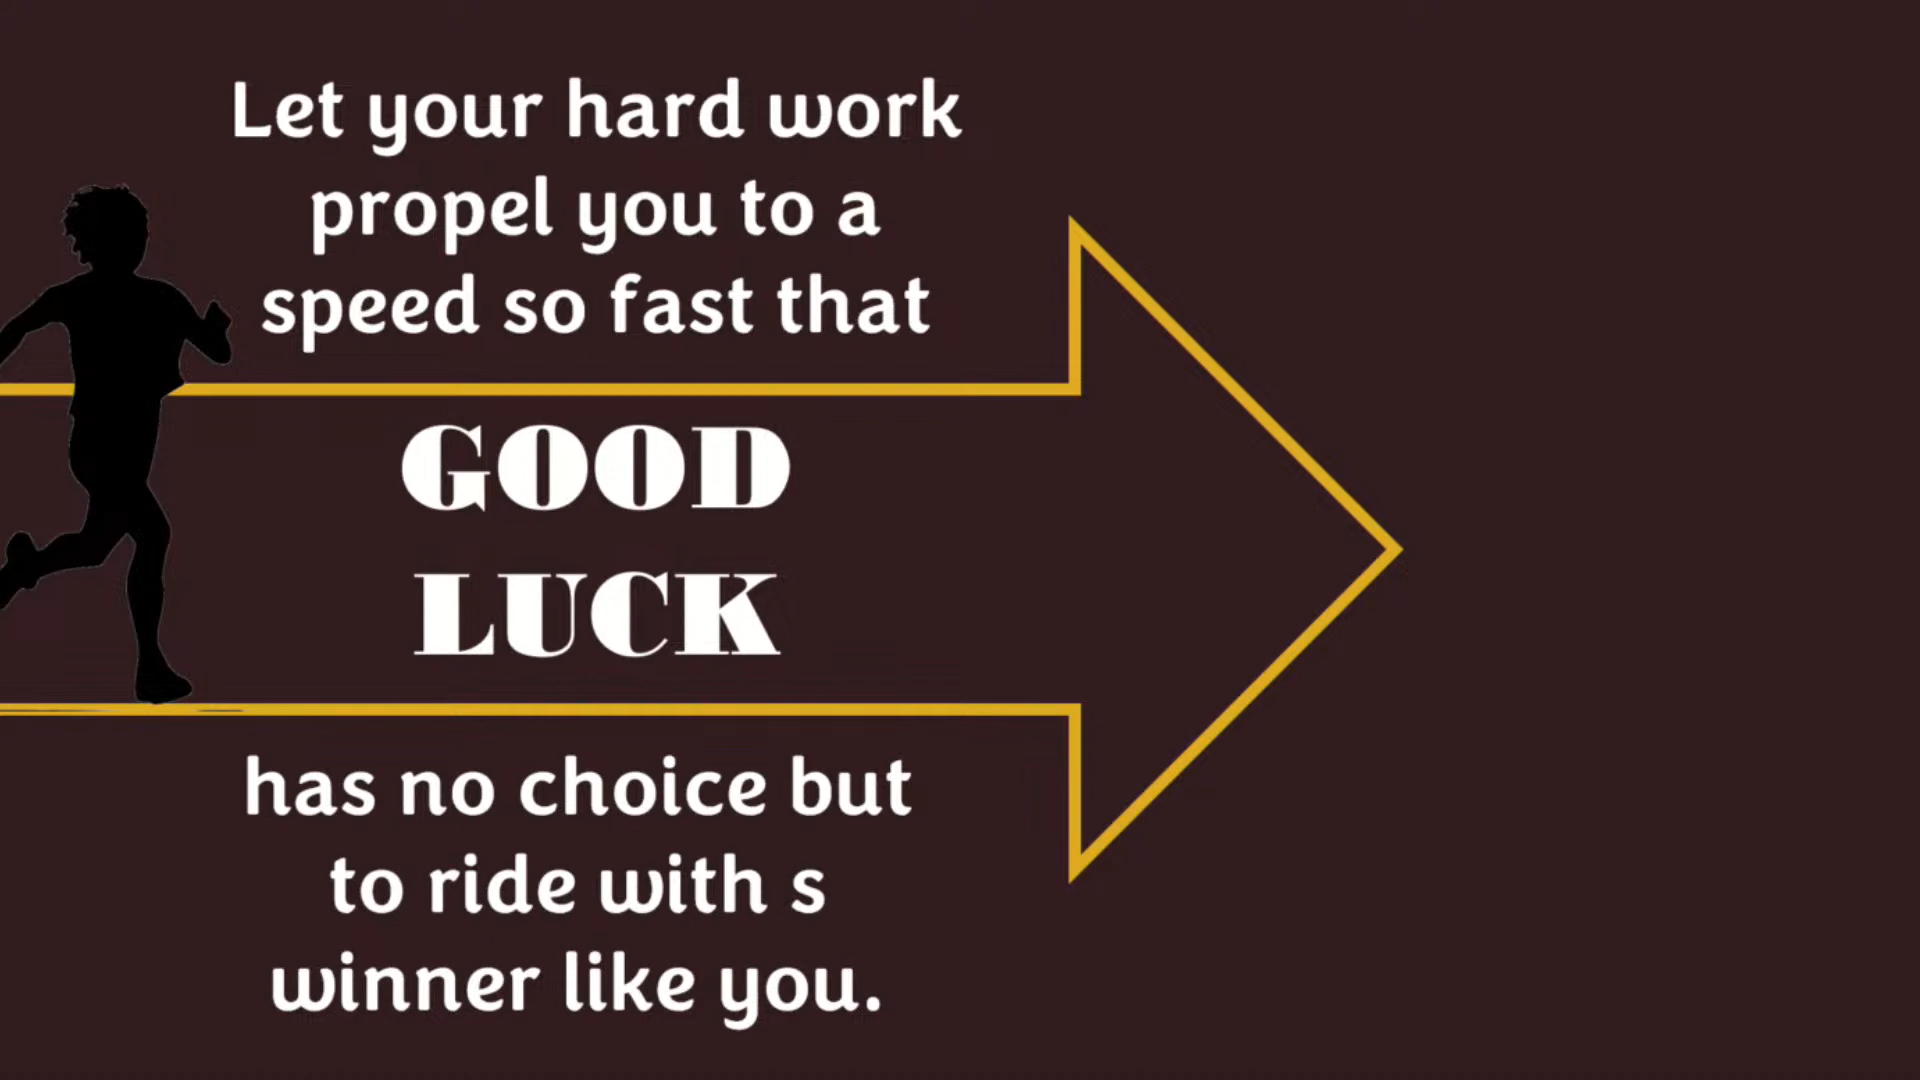 Let your hard work
propel you to a
speed so fast that
GOOD
LUCK
has no choice but
to ride with s
winner like you.